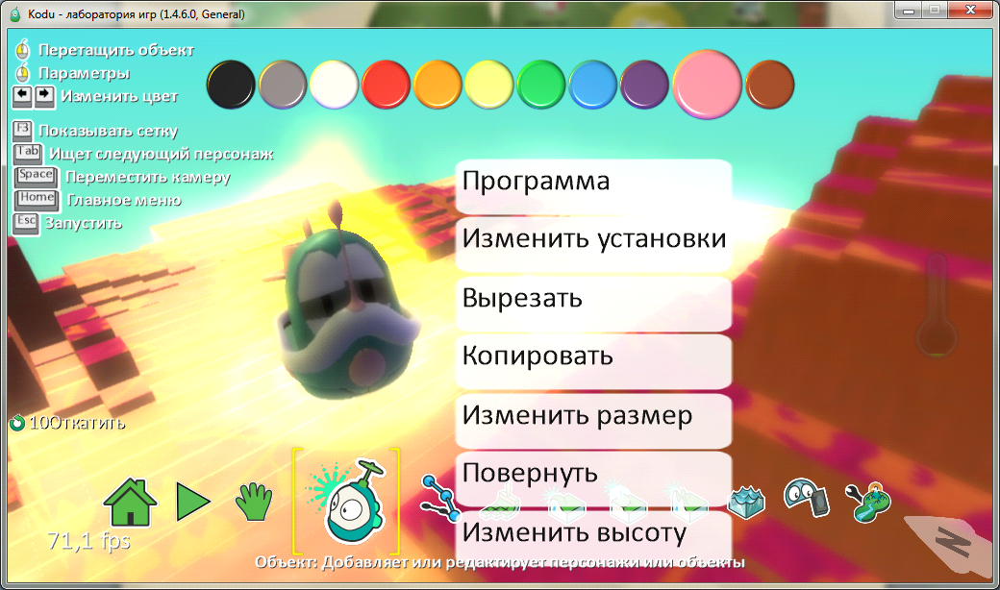 Kodu - лаборатория игр (1.4.6.0, General)
Перетащить объект
Параметры
Изменить цвет
F3 Показывать сетку
Tab Ищет следующий персонаж
Space Переместить камеру
Home Главное меню
Esc Запустить
Программа
Изменить установки
Вырезать
Копировать
Изменить размер
Повернуть
Изменить высоту
10Откатить
71,1 fps
Объект: Добавляет или редактирует персонажи или объекты
N